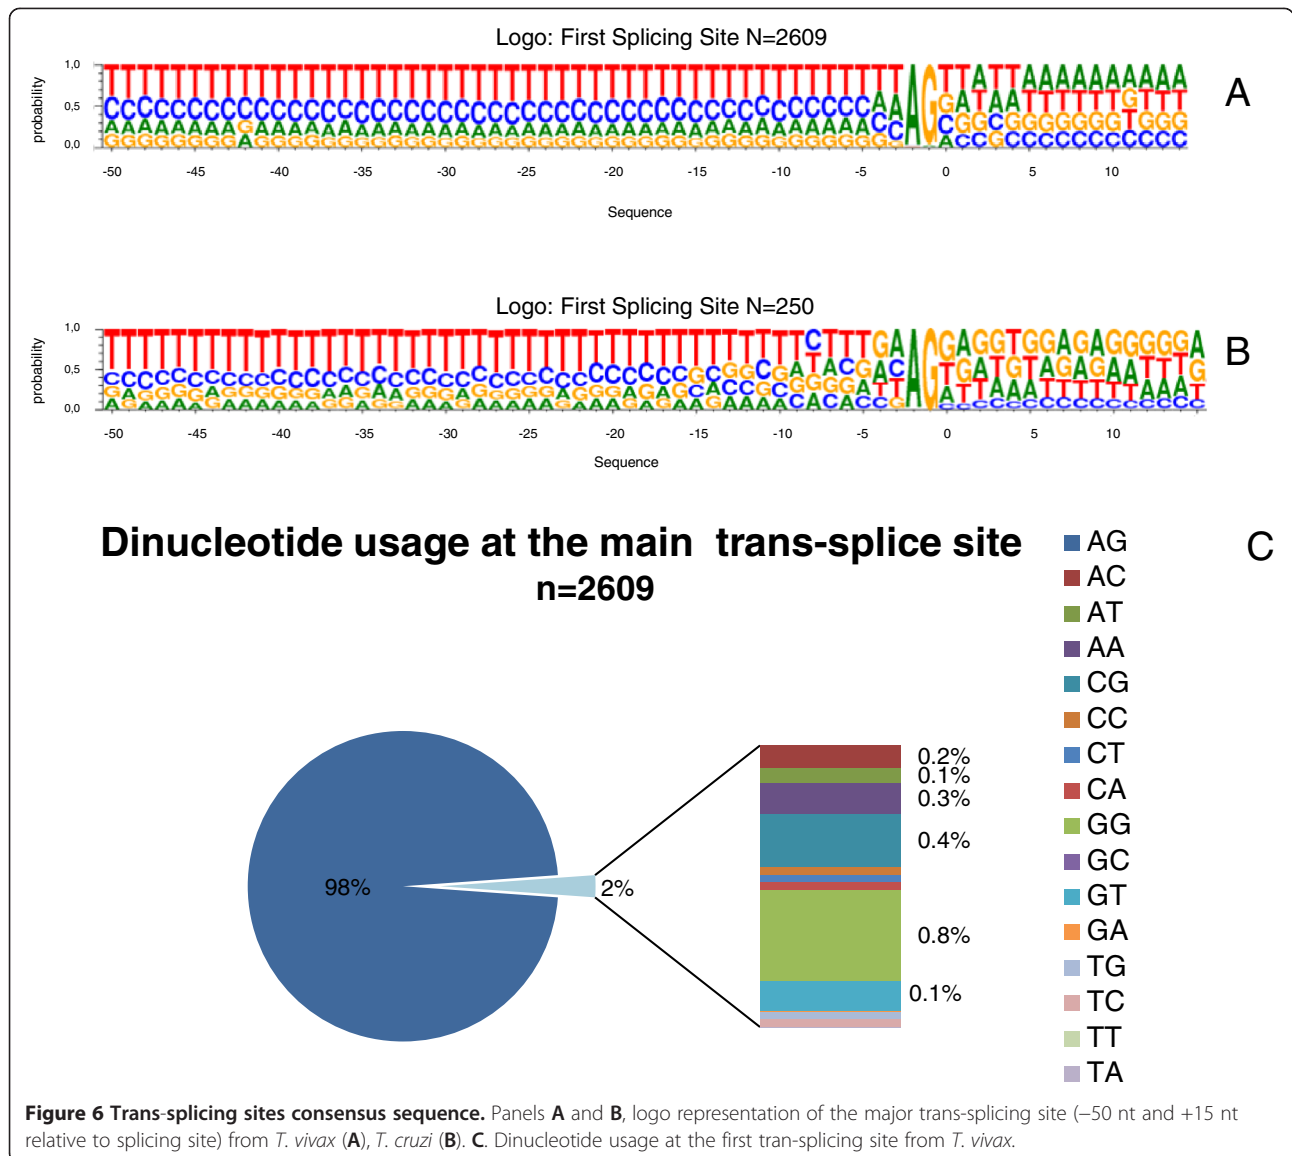 Logo: First Splicing Site N=2609
A
probability
1,0
0,5
0,0
-50 -45 -40 -35 -30 -25 -20 -15 -10 -5 0 5 10
Sequence
Logo: First Splicing Site N=250
B
probability
1,0
0,5
0,0
-50 -45 -40 -35 -30 -25 -20 -15 -10 -5 0 5 10
Sequence
Dinucleotide usage at the main trans-splice site
n=2609
C
98%
2%
0.2%
0.1%
0.3%
0.4%
0.8%
0.1%
AG
AC
AT
AA
CG
CC
CT
CA
GG
GC
GT
GA
TG
TC
TT
TA
Figure 6 Trans-splicing sites consensus sequence. Panels A and B, logo representation of the major trans-splicing site (−50 nt and +15 nt
relative to splicing site) from T. vivax (A), T. cruzi (B). C. Dinucleotide usage at the first tran-splicing site from T. vivax.